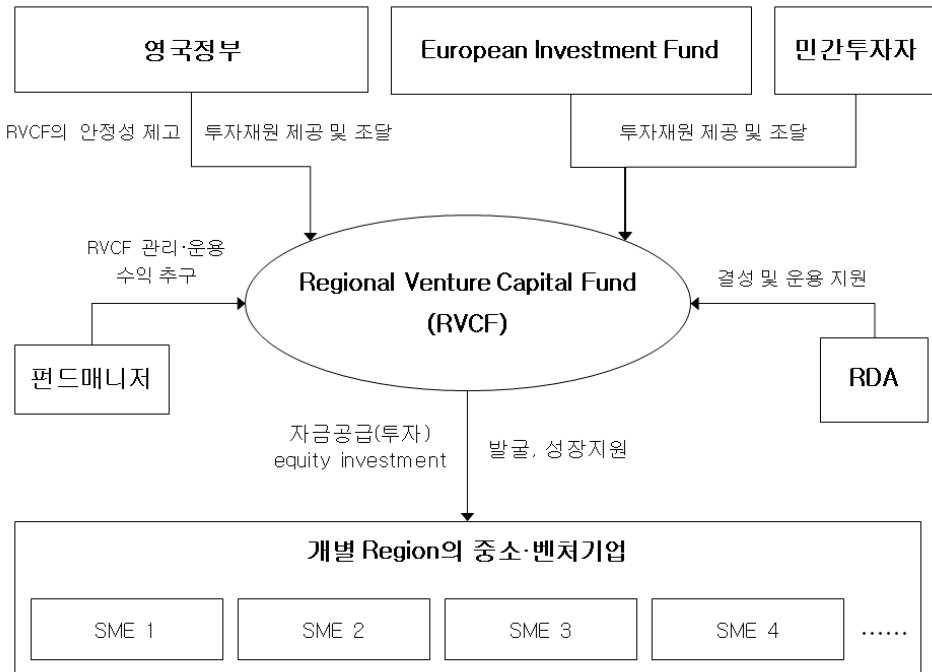 영국정부
European Investment Fund
민간투자자
RVCF의 안정성 제고
투자재원 제공 및 조달
투자재원 제공 및 조달
RVCF 관리·운용
수익 추구
Regional Venture Capital Fund
(RVCF)
결성 및 운용 지원
펀드매니저
RDA
자금공급(투자)
equity investment
발굴, 성장지원
개별 Region의 중소·벤처기업
SME 1
SME 2
SME 3
SME 4
······